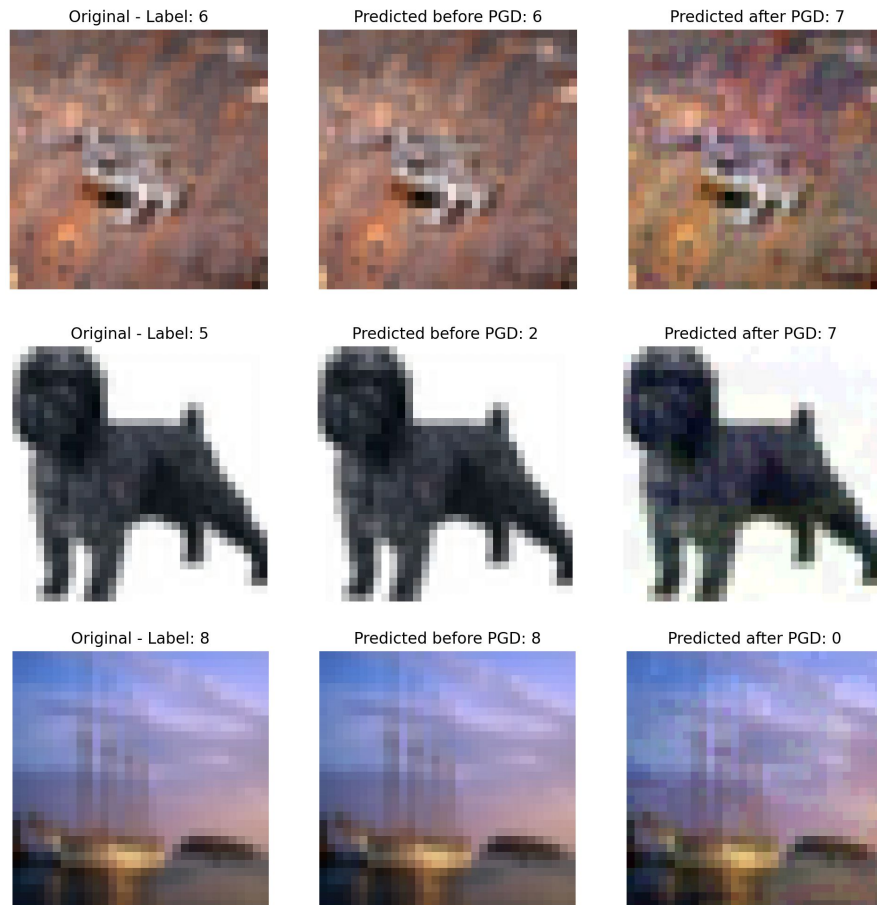 Original - Label: 6
Predicted before PGD: 6
Predicted after PGD: 7
Original - Label: 5
Predicted before PGD: 2
Predicted after PGD: 7
Original - Label: 8
Predicted before PGD: 8
Predicted after PGD: 0